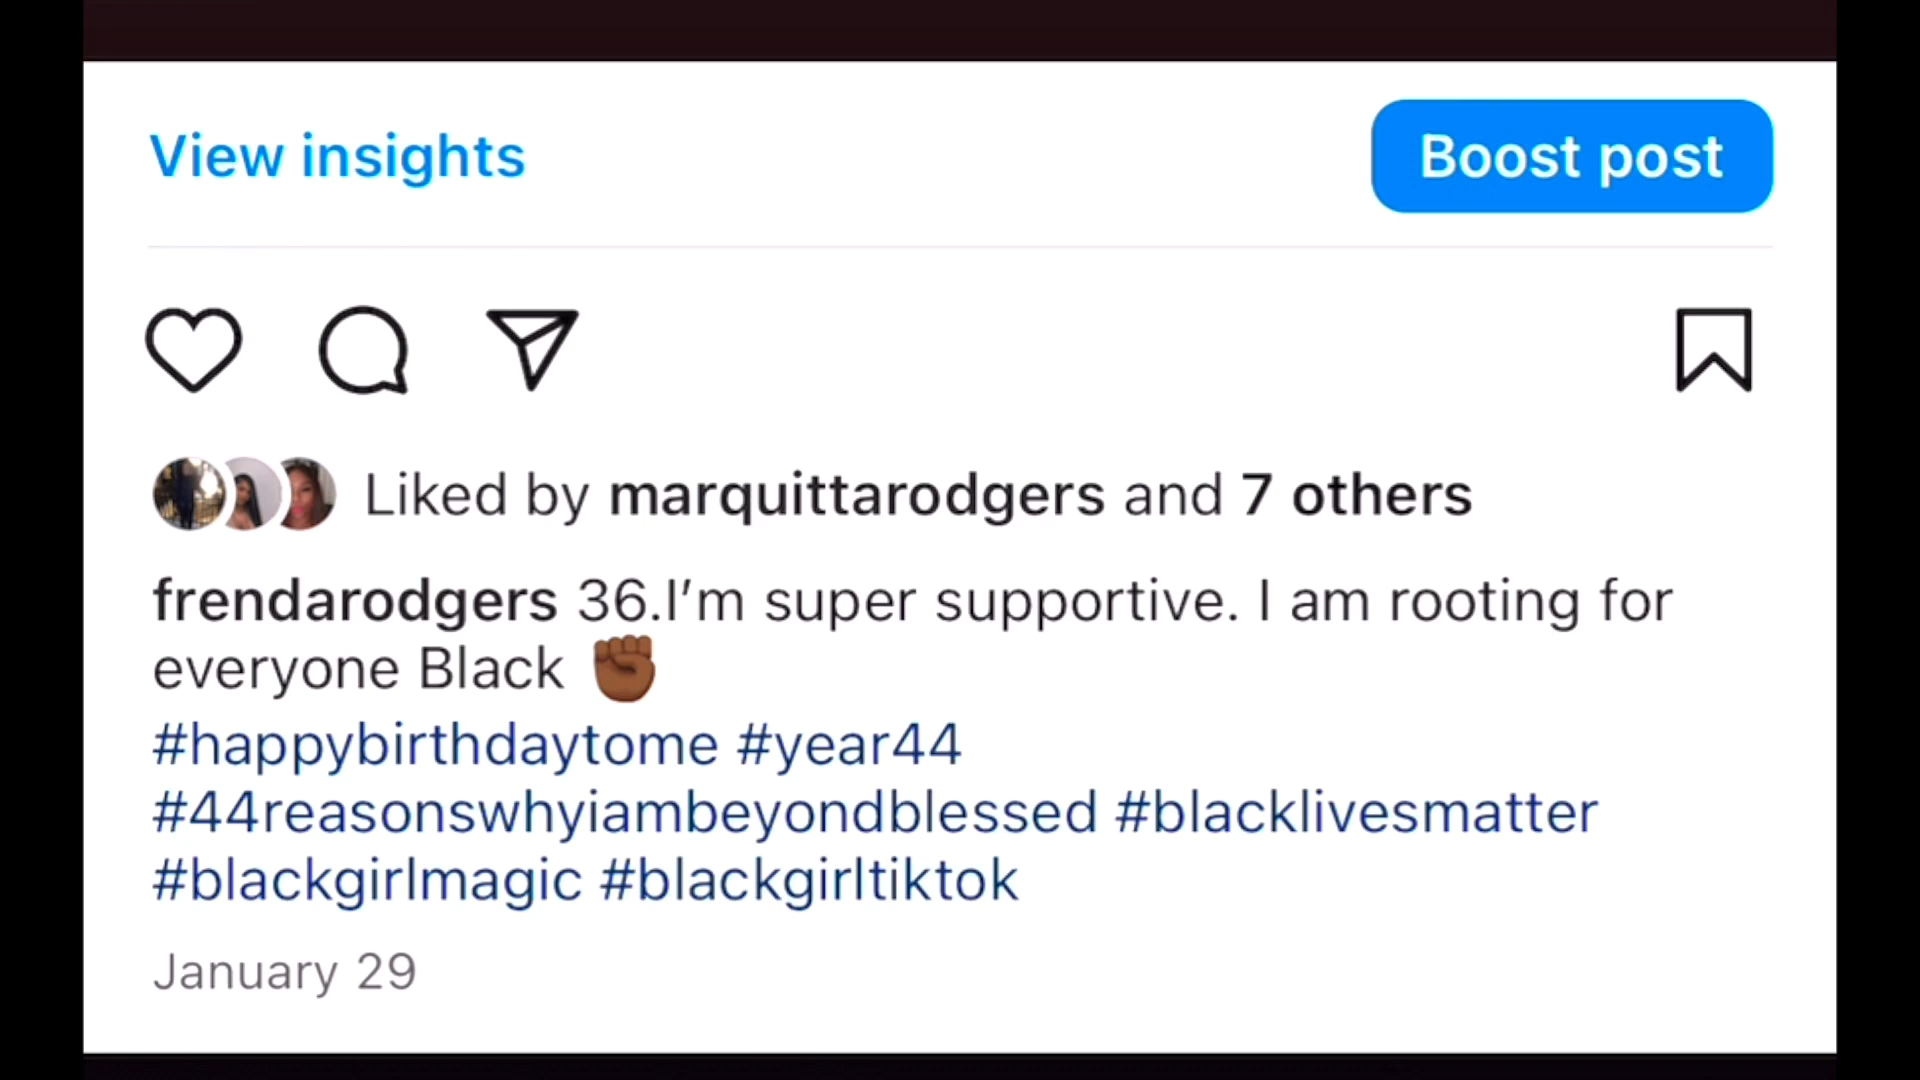 View insights
Boost post
Liked by marquittarodgers and 7 others
frendarodgers 36.I’m super supportive. I am rooting for
everyone Black ✊🏾
#happybirthdaytome #year44
#44reasonswhyiambeyondblessed #blacklivesmatter
#blackgirlmagic #blackgirltiktok
January 29